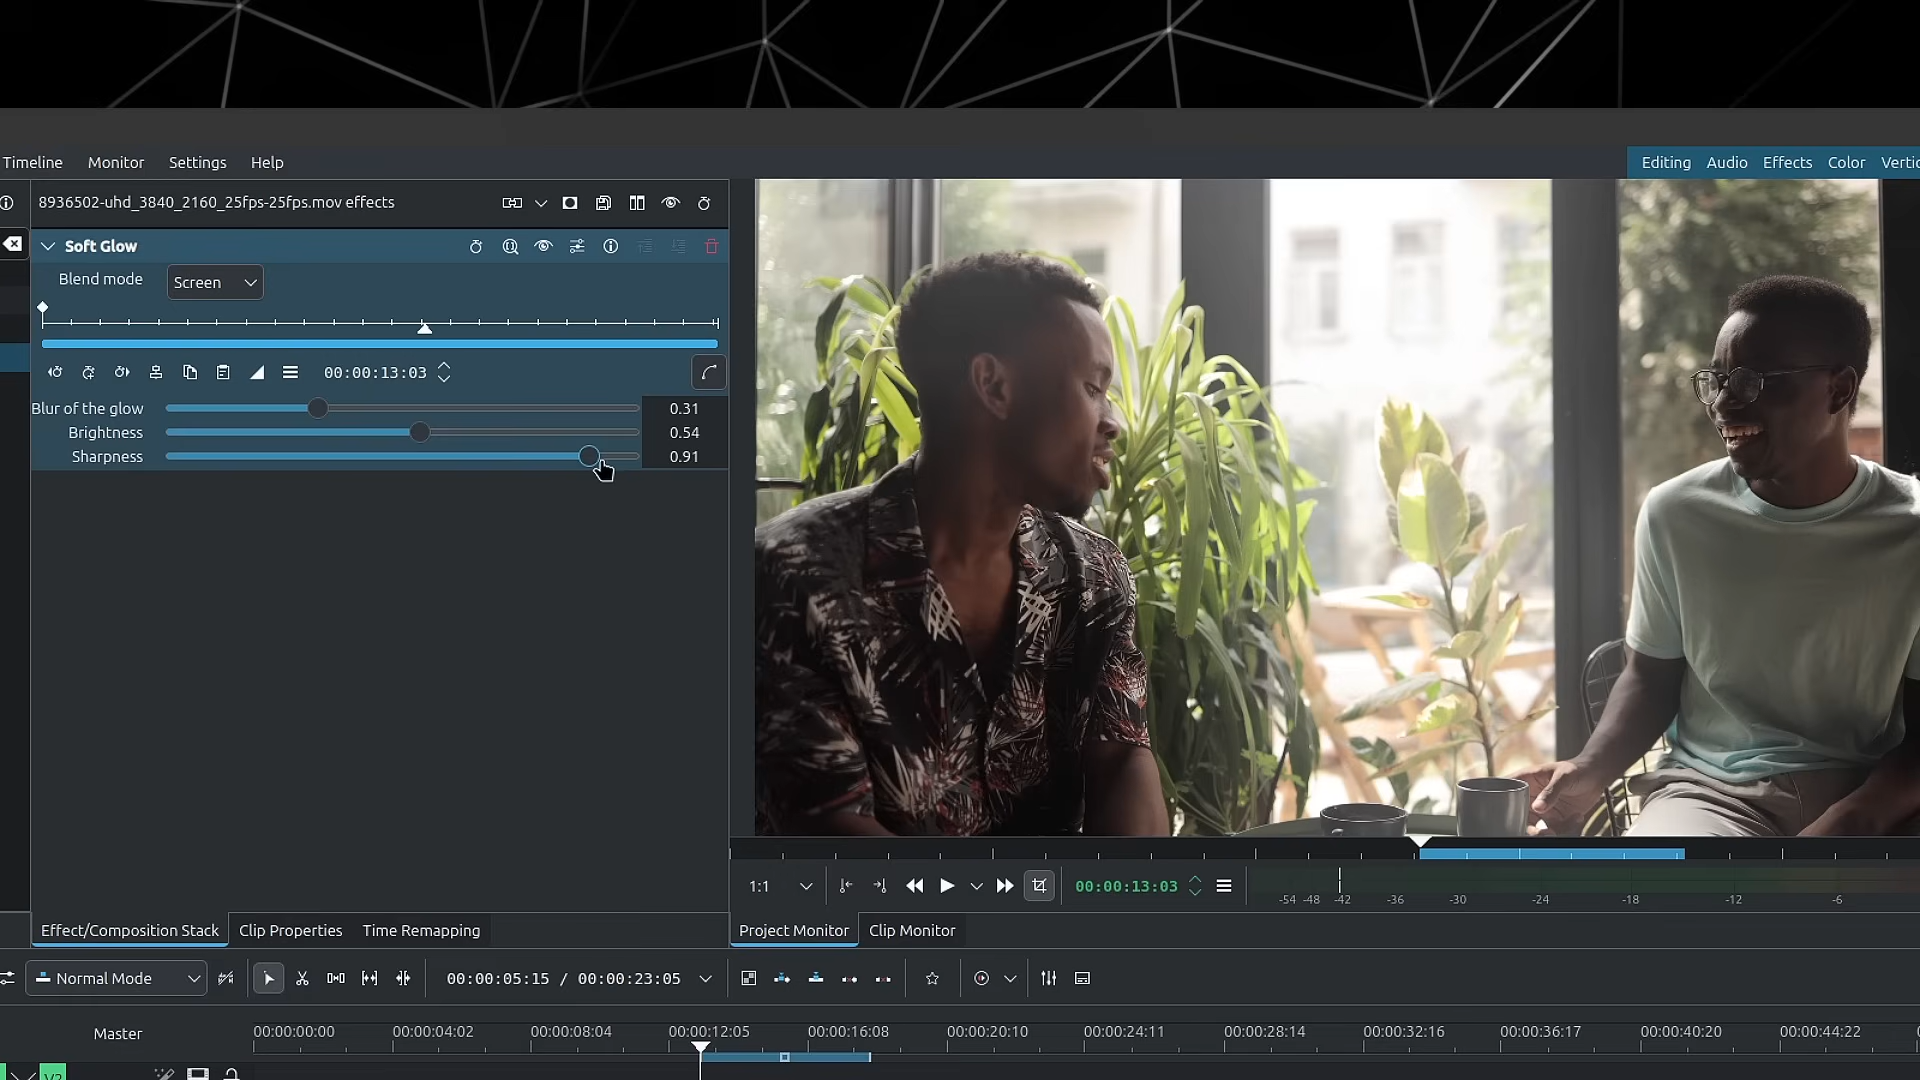 Timeline Monitor Settings Help
Editing Audio Effects Color
8936502-uhd_3840_2160_25fps-25fps.mov effects
Soft Glow
Blend mode Screen
00:00:13:03
Blur of the glow 0.31
Brightness 0.54
Sharpness 0.91
1:1 00:00:13:03
-54 -48 -42 -36 -30 -24 -18 -12 -6
Effect/Composition Stack Clip Properties Time Remapping
Project Monitor Clip Monitor
Normal Mode 00:00:05:15 / 00:00:23:05
Master 00:00:00:00 00:00:04:02 00:00:08:04 00:00:12:05 00:00:16:08 00:00:20:10 00:00:24:11 00:00:28:14 00:00:32:16 00:00:36:17 00:00:40:20 00:00:44:22
V2